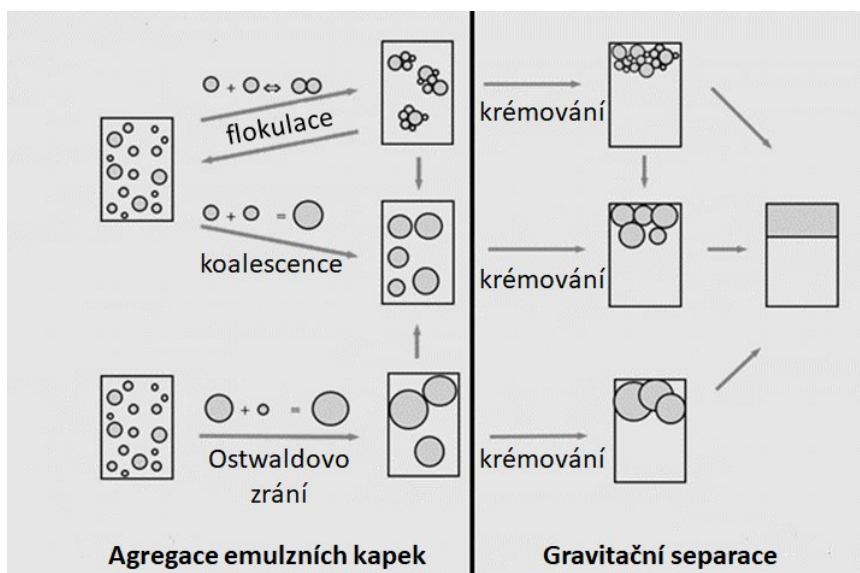 + ⇔
flokulace
krémování
+ =
koalescence
krémování
+ =
Ostwaldovo
zrání
krémování
Agregace emulzních kapek
Gravitační separace